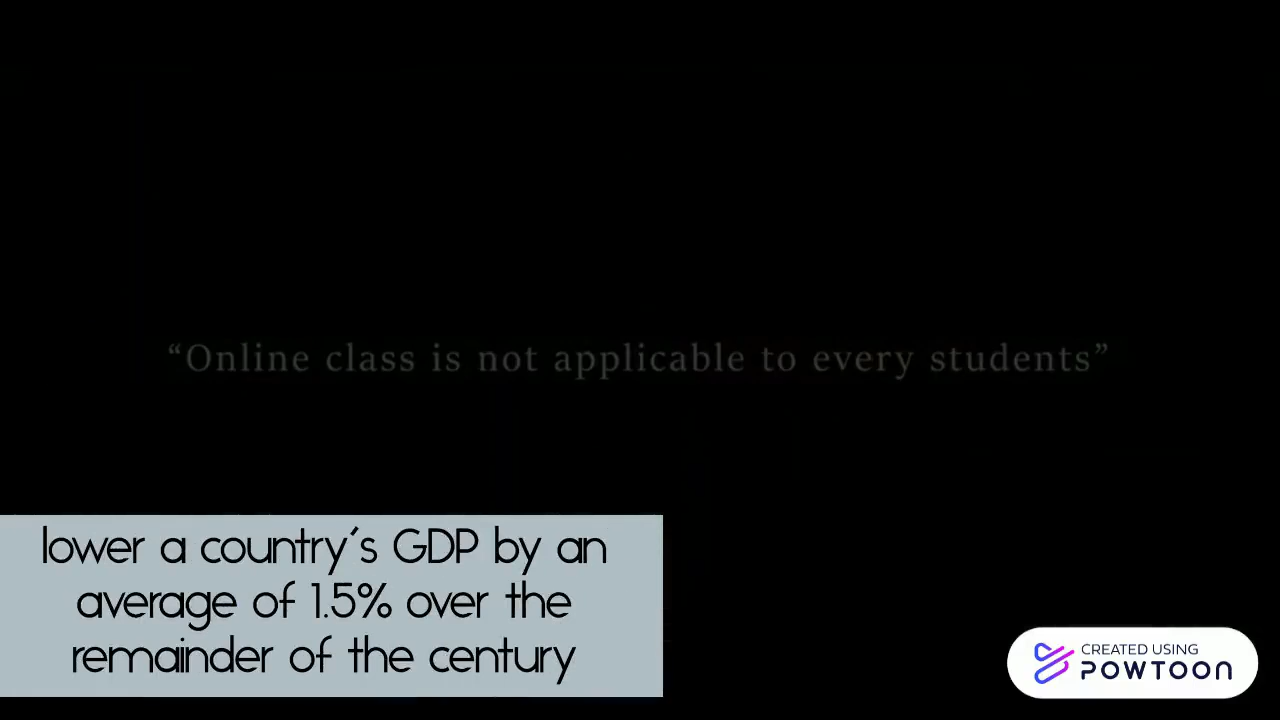 “Online class is not applicable to every students”
lower a country's GDP by an
average of 1.5% over the
remainder of the century
CREATED USING
POWTOON